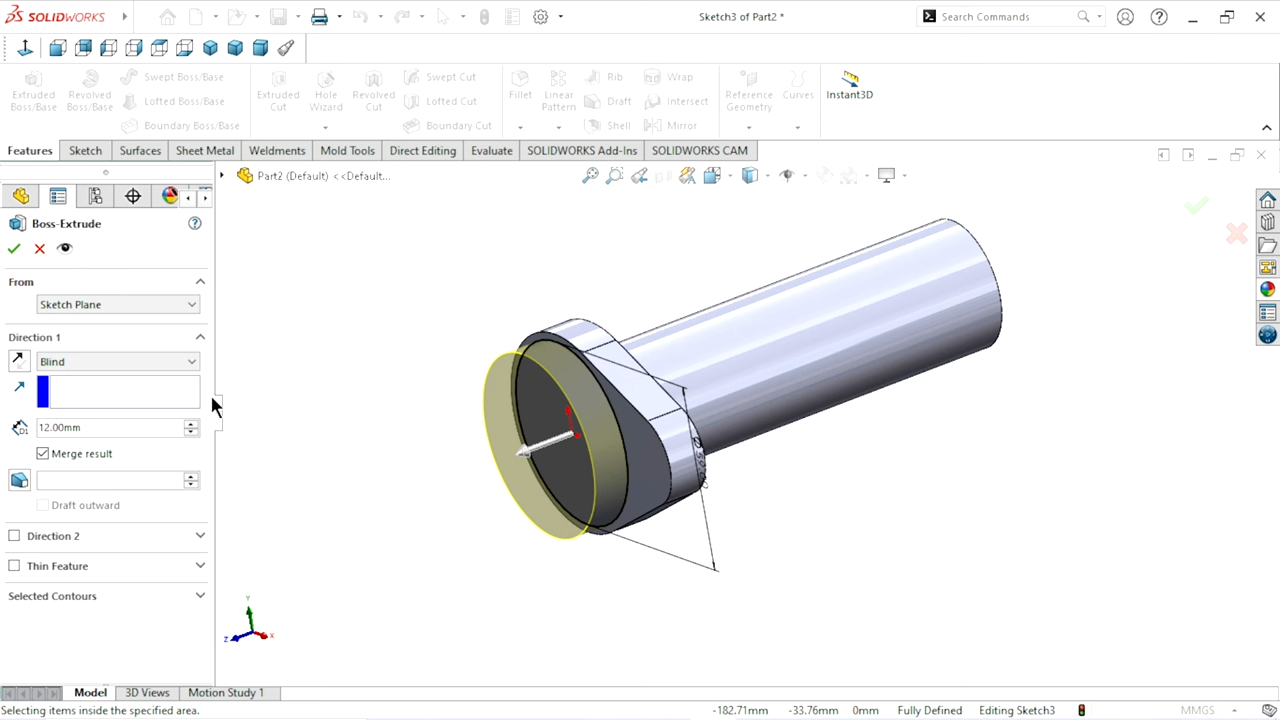 SOLIDWORKS
Sketch3 of Part2 *
Search Commands
Extruded Boss/Base
Revolved Boss/Base
Swept Boss/Base
Lofted Boss/Base
Boundary Boss/Base
Extruded Cut
Hole Wizard
Revolved Cut
Swept Cut
Lofted Cut
Boundary Cut
Fillet
Linear Pattern
Rib
Draft
Shell
Wrap
Intersect
Mirror
Reference Geometry
Curves
Instant3D
Features
Sketch
Surfaces
Sheet Metal
Weldments
Mold Tools
Direct Editing
Evaluate
SOLIDWORKS Add-Ins
SOLIDWORKS CAM
Part2 (Default) <<Default...
Boss-Extrude
From
Sketch Plane
Direction 1
Blind
12.00mm
Merge result
Draft outward
Direction 2
Thin Feature
Selected Contours
Y
Z
X
Model
3D Views
Motion Study 1
Selecting items inside the specified area.
-182.71mm
-33.76mm
0mm
Fully Defined
Editing Sketch3
MMGS